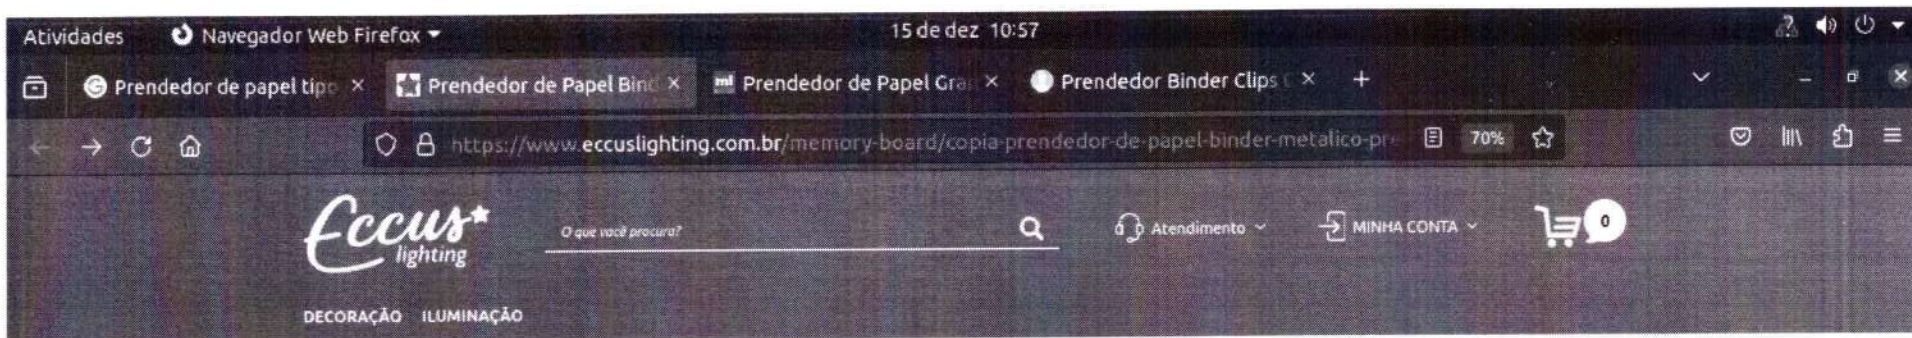 Atividades Navegador Web Firefox 15 de dez 10:57
Prendedor de papel tipo Prendedor de Papel Bind Prendedor de Papel Gra Prendedor Binder Clips
https://www.eccuslighting.com.br/memory-board/copia-prendedor-de-papel-binder-metalico-pre 70%
Eccus lighting O que você procura? Atendimento MINHA CONTA 0
DECORAÇÃO ILUMINAÇÃO